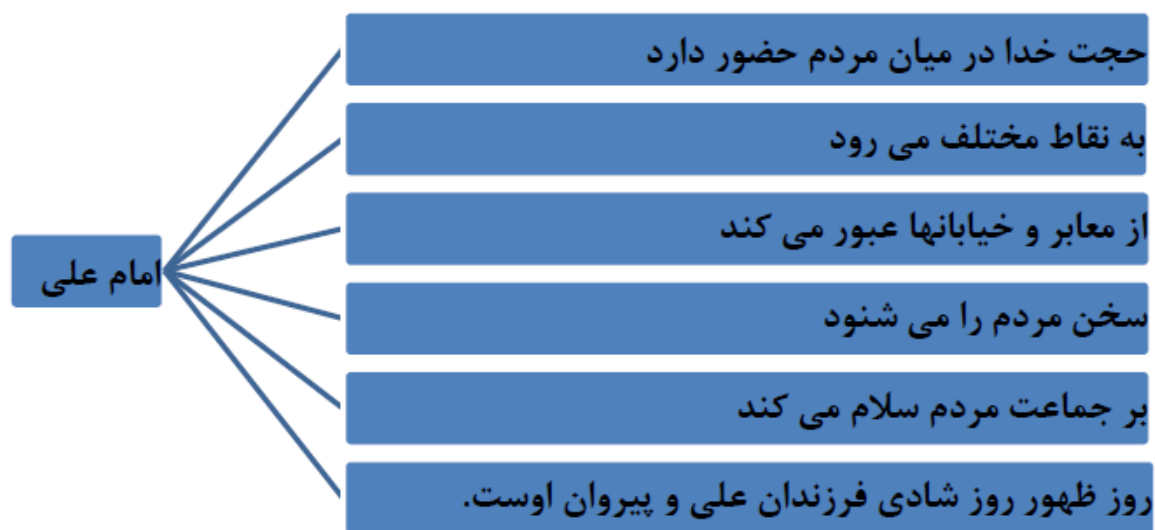 امام علی
حجت خدا در میان مردم حضور دارد
به نقاط مختلف می رود
از معابر و خیابانها عبور می کند
سخن مردم را می شنود
بر جماعت مردم سلام می کند
روز ظهور روز شادی فرزندان علی و پیروان اوست.